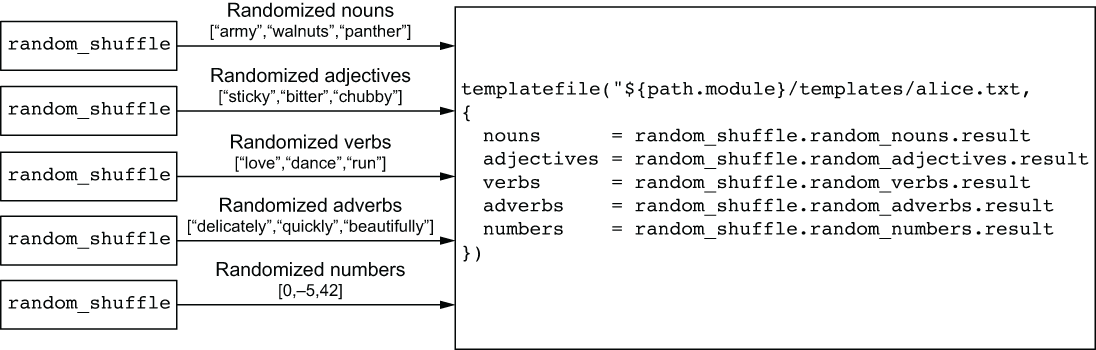 random_shuffle
Randomized nouns
[“army”,“walnuts”,“panther”]
random_shuffle
Randomized adjectives
[“sticky”,“bitter”,“chubby”]
random_shuffle
Randomized verbs
[“love”,“dance”,“run”]
random_shuffle
Randomized adverbs
[“delicately”,“quickly”,“beautifully”]
random_shuffle
Randomized numbers
[0,–5,42]
templatefile("${path.module}/templates/alice.txt,
{
nouns = random_shuffle.random_nouns.result
adjectives = random_shuffle.random_adjectives.result
verbs = random_shuffle.random_verbs.result
adverbs = random_shuffle.random_adverbs.result
numbers = random_shuffle.random_numbers.result
})